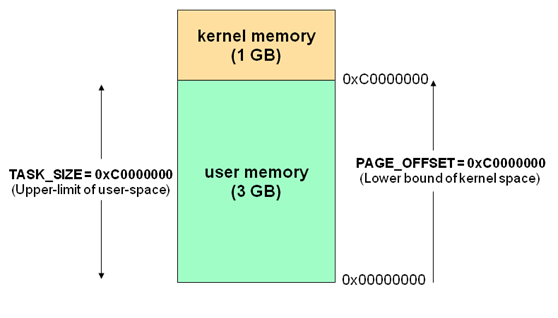 kernel memory
(1 GB)
0xC0000000
TASK_SIZE = 0xC0000000
(Upper-limit of user-space)
user memory
(3 GB)
PAGE_OFFSET = 0xC0000000
(Lower bound of kernel space)
0x00000000